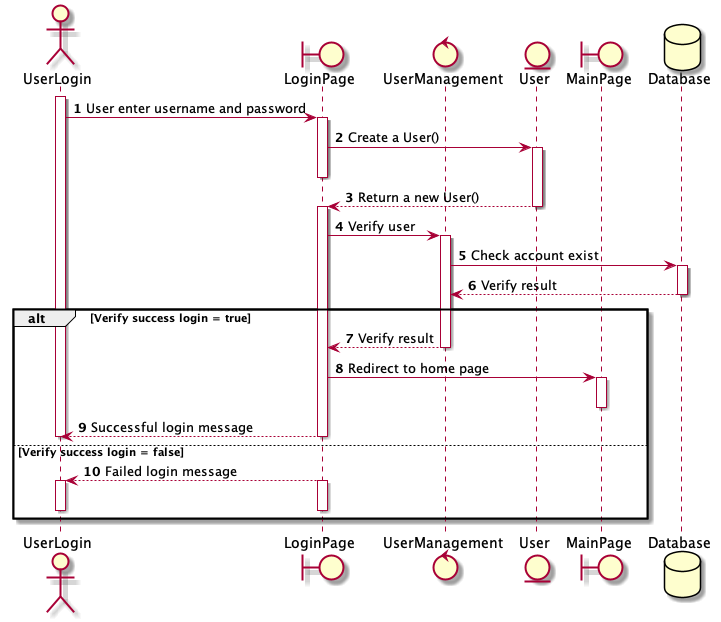 UserLogin LoginPage UserManagement User MainPage Database
1 User enter username and password
2 Create a User()
3 Return a new User()
4 Verify user
5 Check account exist
6 Verify result
alt [Verify success login = true]
7 Verify result
8 Redirect to home page
9 Successful login message
[Verify success login = false]
10 Failed login message
UserLogin LoginPage UserManagement User MainPage Database